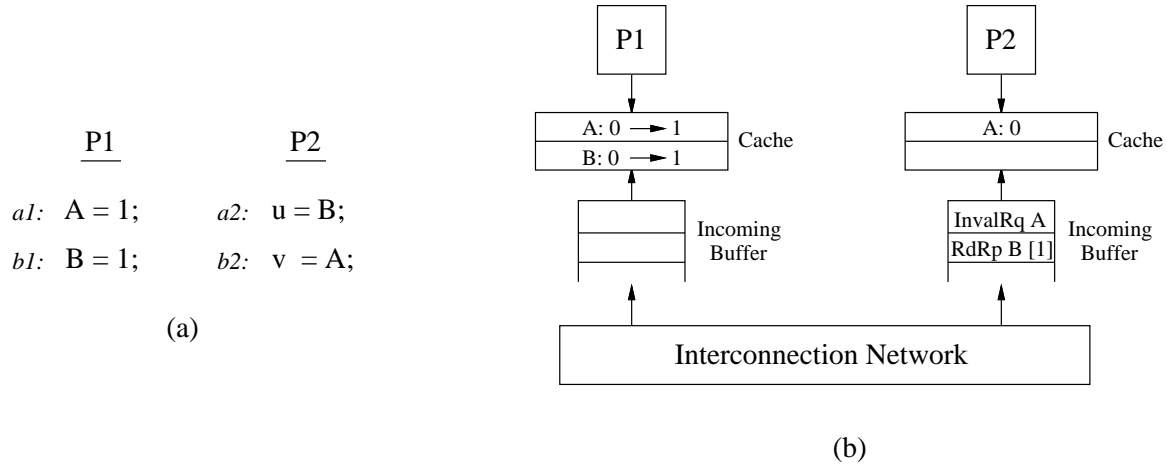 P1 P2
a1: A = 1; a2: u = B;
b1: B = 1; b2: v = A;
(a)
P1 P2
A: 0 1 Cache A: 0 Cache
B: 0 1
Incoming Buffer InvalRq A Incoming Buffer
RdRp B [1]
Interconnection Network
(b)